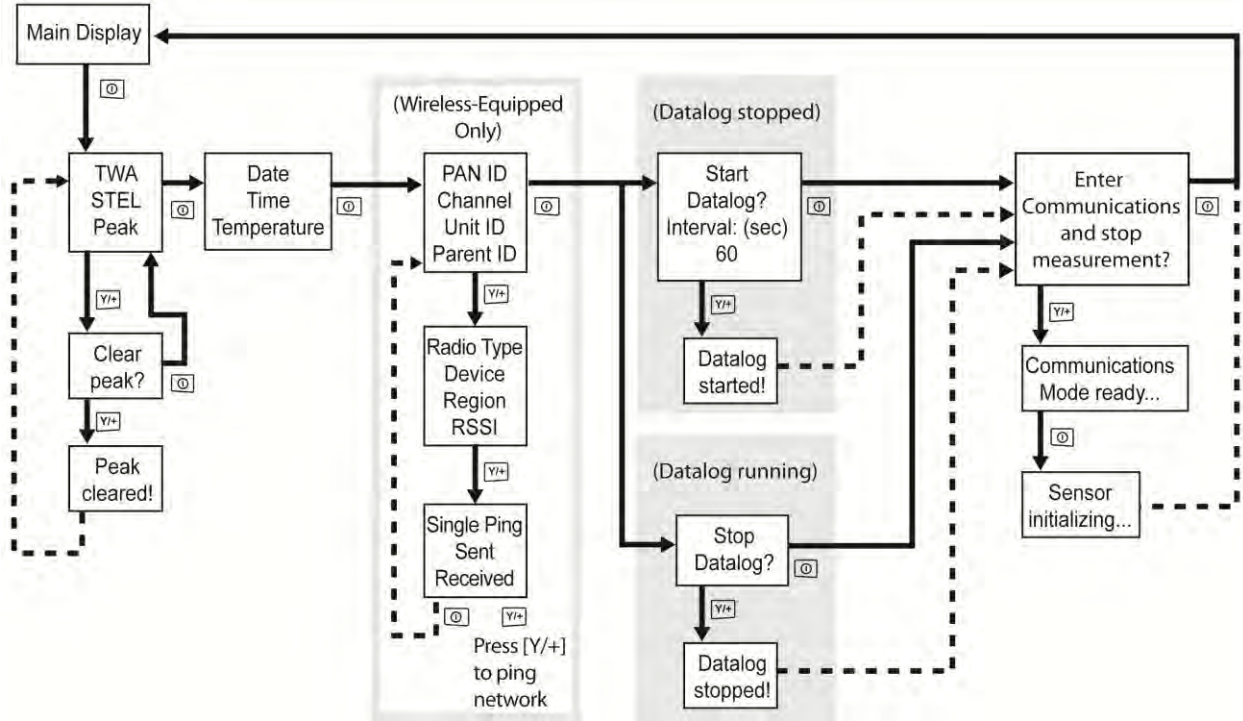 Main Display
TWA
STEL
Peak
Y/+
Clear
peak?
Y/+
Peak
cleared!
Date
Time
Temperature
(Wireless-Equipped
Only)
PAN ID
Channel
Unit ID
Parent ID
Y/+
Radio Type
Device
Region
RSSI
Y/+
Single Ping
Sent
Received
Y/+
Press [Y/+]
to ping
network
(Datalog stopped)
Start
Datalog?
Interval: (sec)
60
Y/+
Datalog
started!
(Datalog running)
Stop
Datalog?
Y/+
Datalog
stopped!
Enter
Communications
and stop
measurement?
Y/+
Communications
Mode ready...
Sensor
initializing...